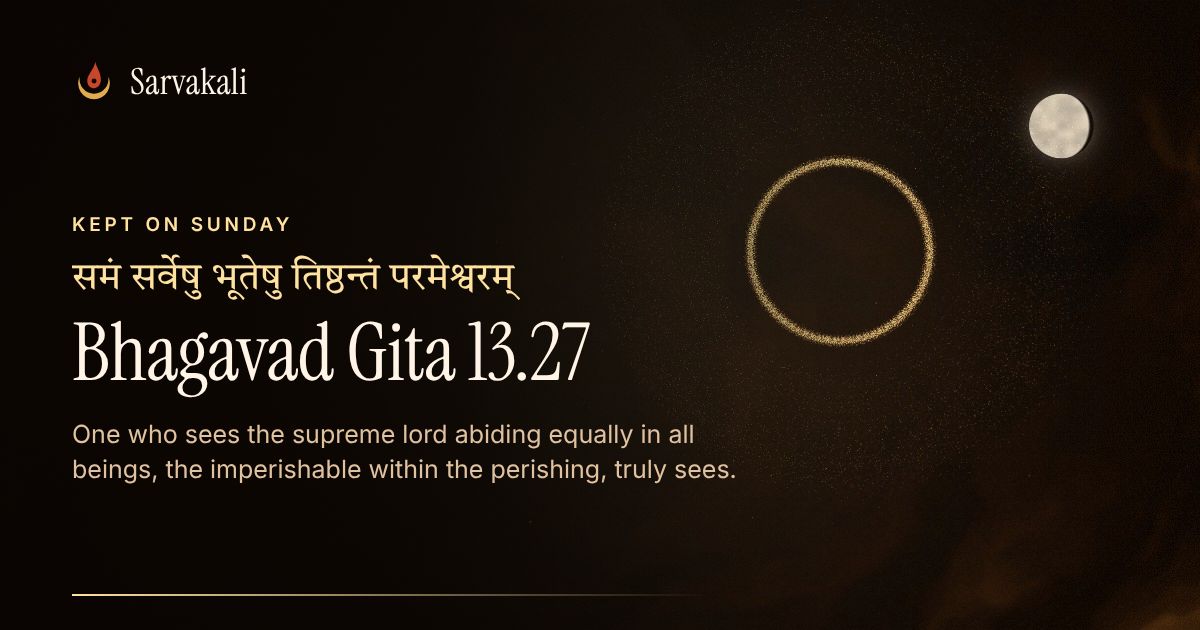 Sarvakali
KEPT ON SUNDAY
समं सर्वेषु भूतेषु तिष्ठन्तं परमेश्वरम्
Bhagavad Gita 13.27
One who sees the supreme lord abiding equally in all
beings, the imperishable within the perishing, truly sees.